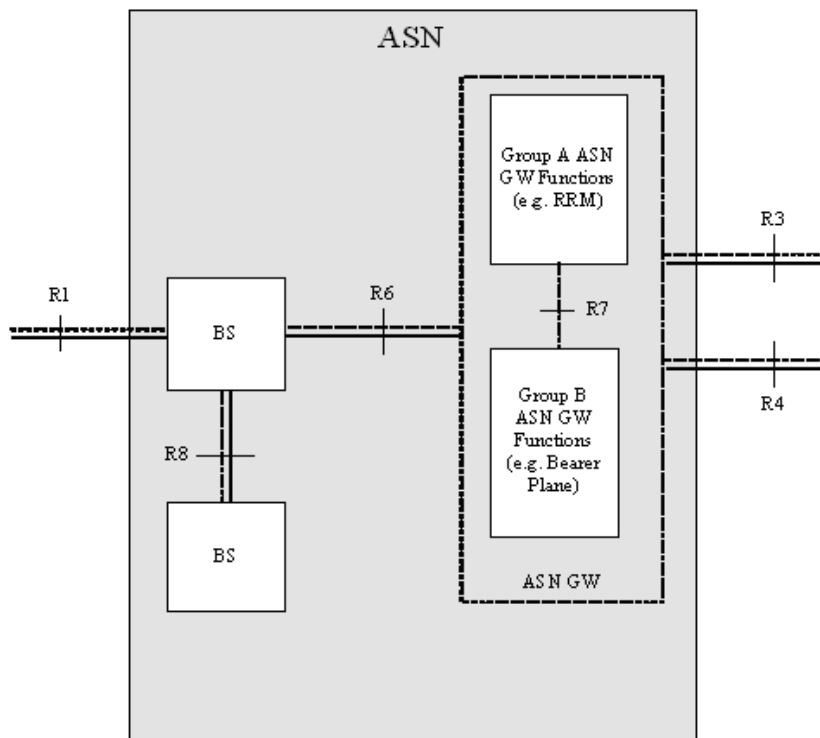 ASN
Group A ASN
GW Functions
(e.g. RRM)
R3
R1
R6
R7
BS
R4
Group B
ASN GW
Functions
(e.g. Bearer
Plane)
R8
BS
ASN GW